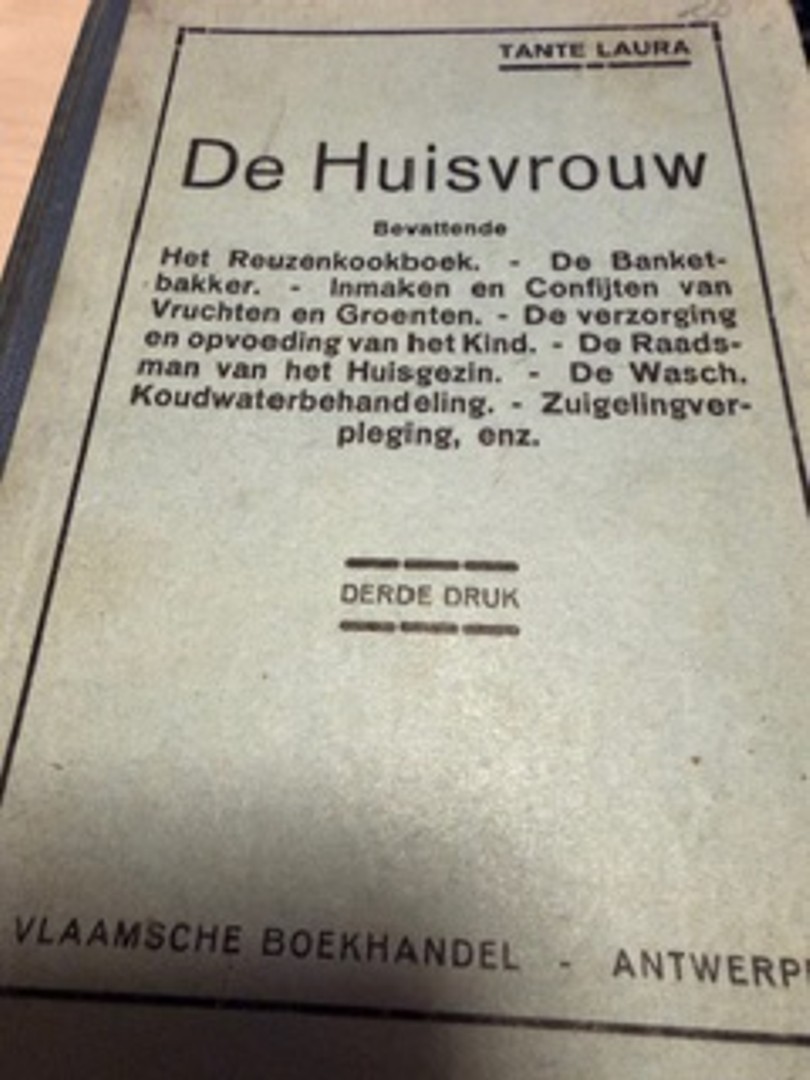 TANTE LAURA
De Huisvrouw
Bevattende
Het Reuzenkookboek. - De Banket-
bakker. - Inmaken en Confijten van
Vruchten en Groenten. - De verzorging
en opvoeding van het Kind. - De Raads-
man van het Huisgezin. - De Wasch.
Koudwaterbehandeling. - Zuigelingver-
pleging, enz.
DERDE DRUK
VLAAMSCHE BOEKHANDEL - ANTWERP